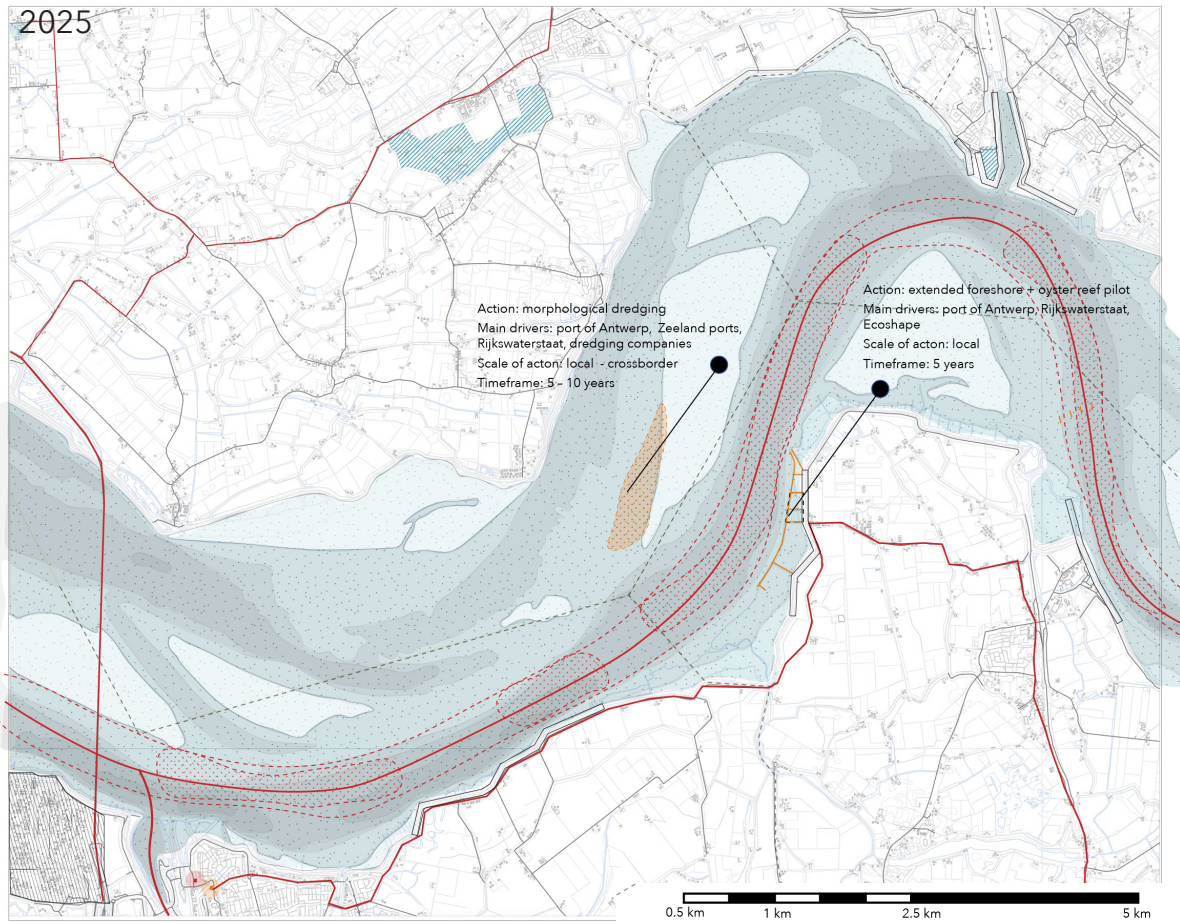 2025
Action: morphological dredging
Main drivers: port of Antwerp, Zeeland ports,
Rijkswaterstaat, dredging companies
Scale of acton: local - crossborder
Timeframe: 5 – 10 years
Action: extended foreshore + oyster reef pilot
Main drivers: port of Antwerp, Rijkswaterstaat,
Ecoshape
Scale of acton: local
Timeframe: 5 years
0.5 km 1 km 2.5 km 5 km